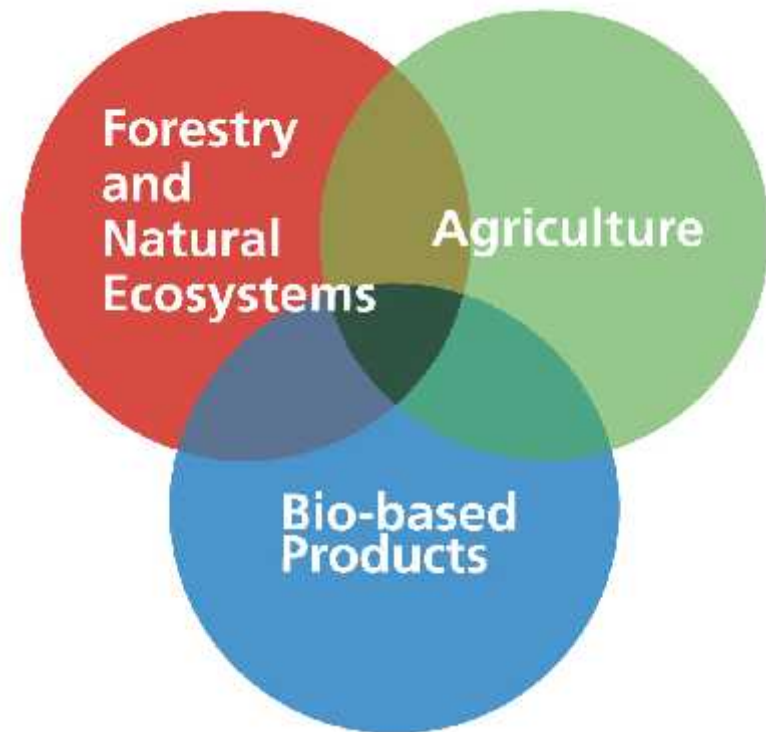 Forestry
and
Natural
Ecosystems
Agriculture
Bio-based
Products